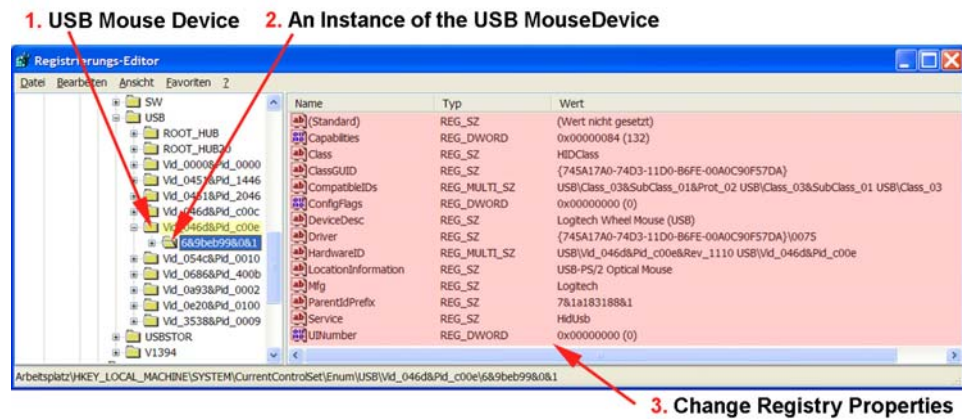 1. USB Mouse Device 2. An Instance of the USB MouseDevice
Registrierungs-Editor
Datei Bearbeiten Ansicht Favoriten ?
SW
USB
ROOT_HUB
ROOT_HUB20
Vid_0000&Pid_0000
Vid_0451&Pid_1446
Vid_0451&Pid_2046
Vid_046d&Pid_c00c
Vid_046d&Pid_c00e
6&9beb99&0&1
Vid_054c&Pid_0010
Vid_0686&Pid_400b
Vid_0a93&Pid_0002
Vid_0e20&Pid_0100
Vid_3538&Pid_0009
USBSTOR
V1394
Name Typ Wert
(Standard) REG_SZ (Wert nicht gesetzt)
Capabilities REG_DWORD 0x00000084 (132)
Class REG_SZ HIDClass
ClassGUID REG_SZ {745A17A0-74D3-11D0-B6FE-00A0C90F57DA}
CompatibleIDs REG_MULTI_SZ USB\Class_03&SubClass_01&Prot_02 USB\Class_03&SubClass_01 USB\Class_03
ConfigFlags REG_DWORD 0x00000000 (0)
DeviceDesc REG_SZ Logitech Wheel Mouse (USB)
Driver REG_SZ {745A17A0-74D3-11D0-B6FE-00A0C90F57DA}\0075
HardwareID REG_MULTI_SZ USB\Vid_046d&Pid_c00e&Rev_1110 USB\Vid_046d&Pid_c00e
LocationInformation REG_SZ USB-PS/2 Optical Mouse
Mfg REG_SZ Logitech
ParentIdPrefix REG_SZ 7&1a183188&1
Service REG_SZ HidUsb
UINumber REG_DWORD 0x00000000 (0)
Arbeitsplatz\HKEY_LOCAL_MACHINE\SYSTEM\CurrentControlSet\Enum\USB\Vid_046d&Pid_c00e\6&9beb99&0&1
3. Change Registry Properties